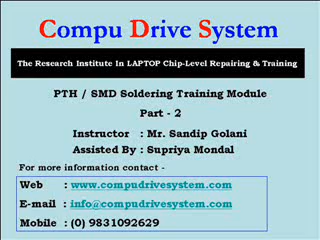 Compu Drive System
The Research Institute In LAPTOP Chip-Level Repairing & Training
PTH / SMD Soldering Training Module
Part - 2
Instructor : Mr. Sandip Golani
Assisted By : Supriya Mondal
For more information contact -
Web : www.compudrivesystem.com
E-mail : info@compudrivesystem.com
Mobile : (0) 9831092629